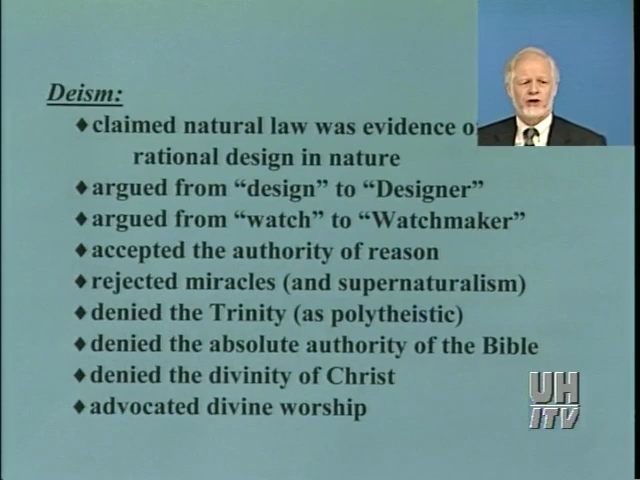 Deism:
♦claimed natural law was evidence
rational design in nature
♦argued from “design” to “Designer”
♦argued from “watch” to “Watchmaker”
♦accepted the authority of reason
♦rejected miracles (and supernaturalism)
♦denied the Trinity (as polytheistic)
♦denied the absolute authority of the Bible
♦denied the divinity of Christ
♦advocated divine worship
UH
ITV